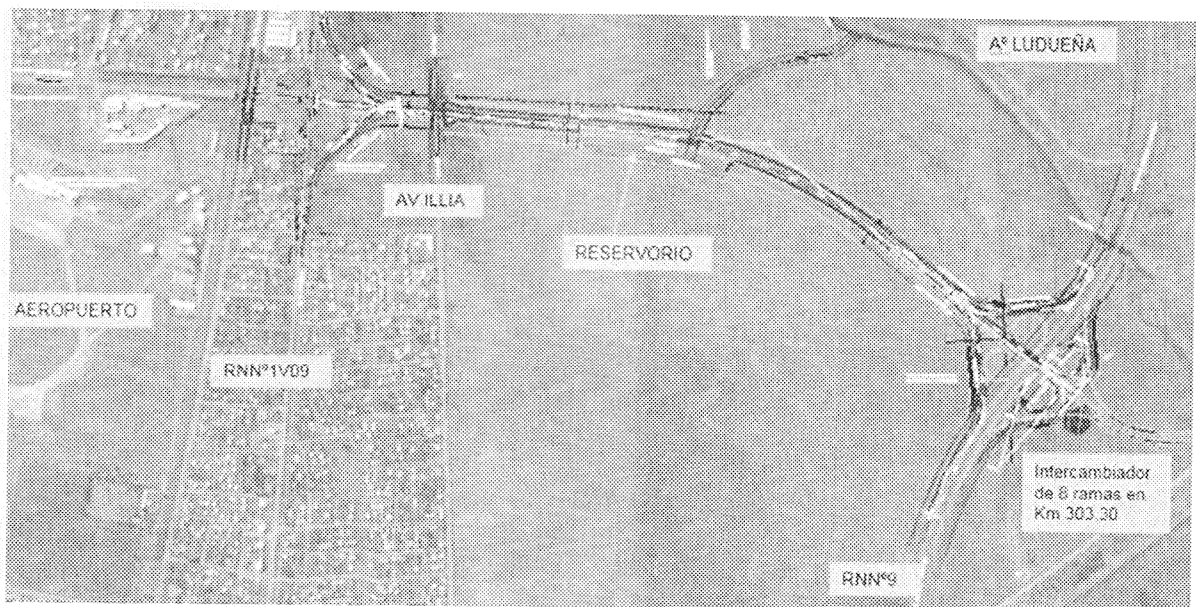 Aº LUDUEÑA
AV ILLIA
RESERVORIO
AEROPUERTO
RNNº1V09
Intercambiador
de 8 ramas en
Km 303.30
RNNº9